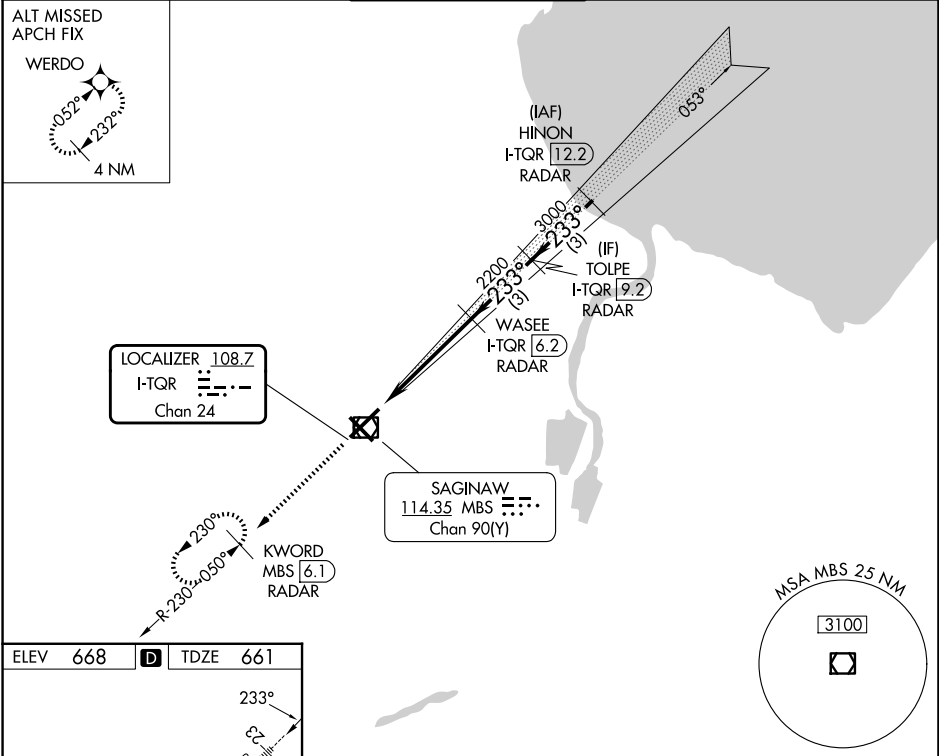 ALT MISSED
APCH FIX
WERDO
052°
232°
4 NM
053°
(IAF)
HINON
I-TQR 12.2
RADAR
3000
233°
(3)
(IF)
TOLPE
I-TQR 9.2
RADAR
2200
233°
(3)
WASEE
I-TQR 6.2
RADAR
LOCALIZER 108.7
I-TQR
Chan 24
SAGINAW
114.35 MBS
Chan 90(Y)
230°
050°
R-230
KWORD
MBS 6.1
RADAR
MSA MBS 25 NM
3100
ELEV 668 D TDZE 661
233°
23